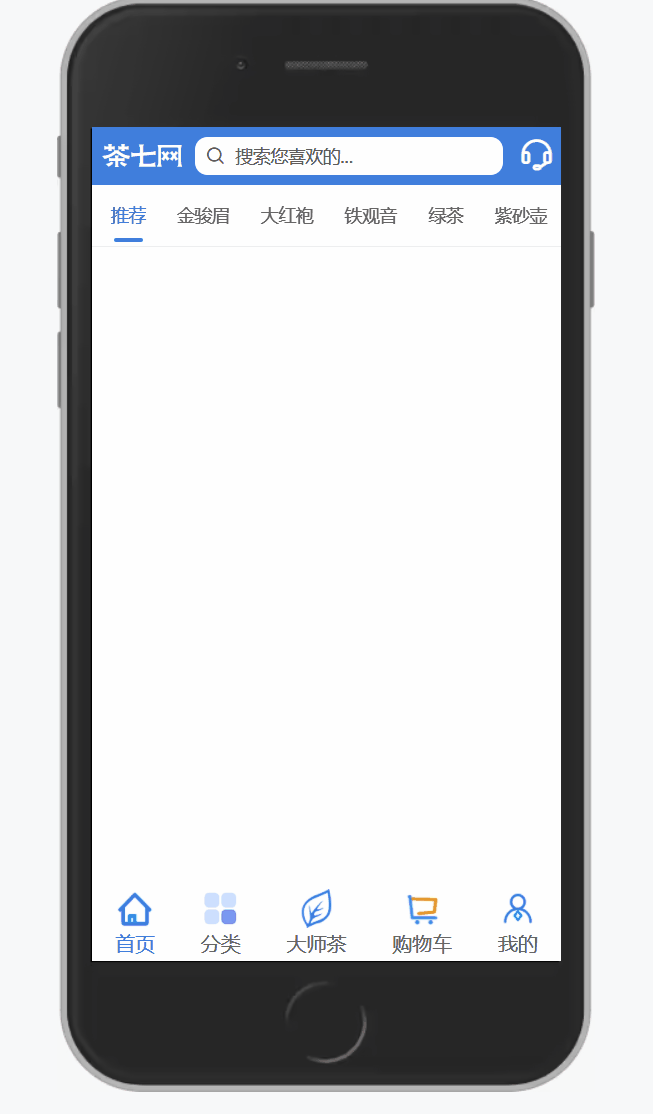 茶七网 搜索您喜欢的...
推荐 金骏眉 大红袍 铁观音 绿茶 紫砂壶
首页 分类 大师茶 购物车 我的